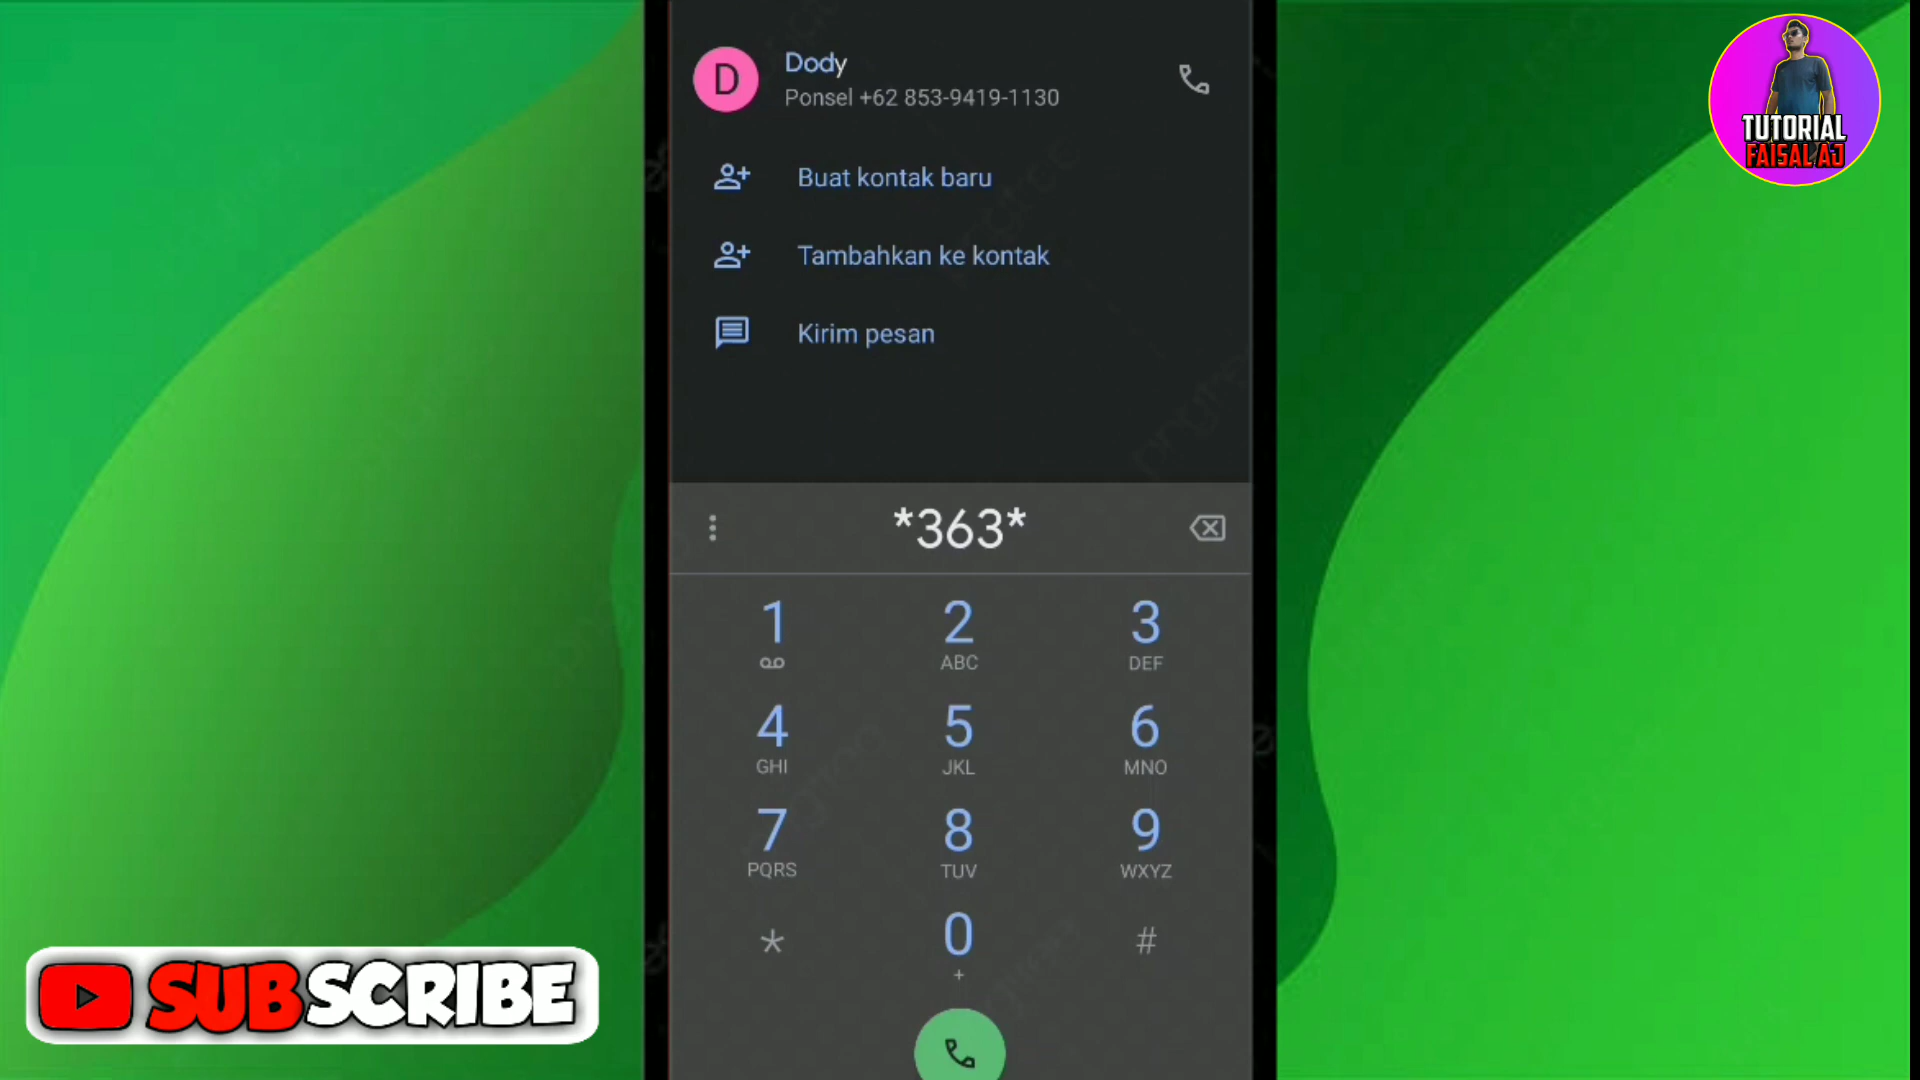 Dody
Ponsel +62 853-9419-1130
Buat kontak baru
Tambahkan ke kontak
Kirim pesan
*363*
1
2
ABC
3
DEF
4
GHI
5
JKL
6
MNO
7
PQRS
8
TUV
9
WXYZ
*
0
+
#
D
TUTORIAL
FAISAL AJ
SUBSCRIBE